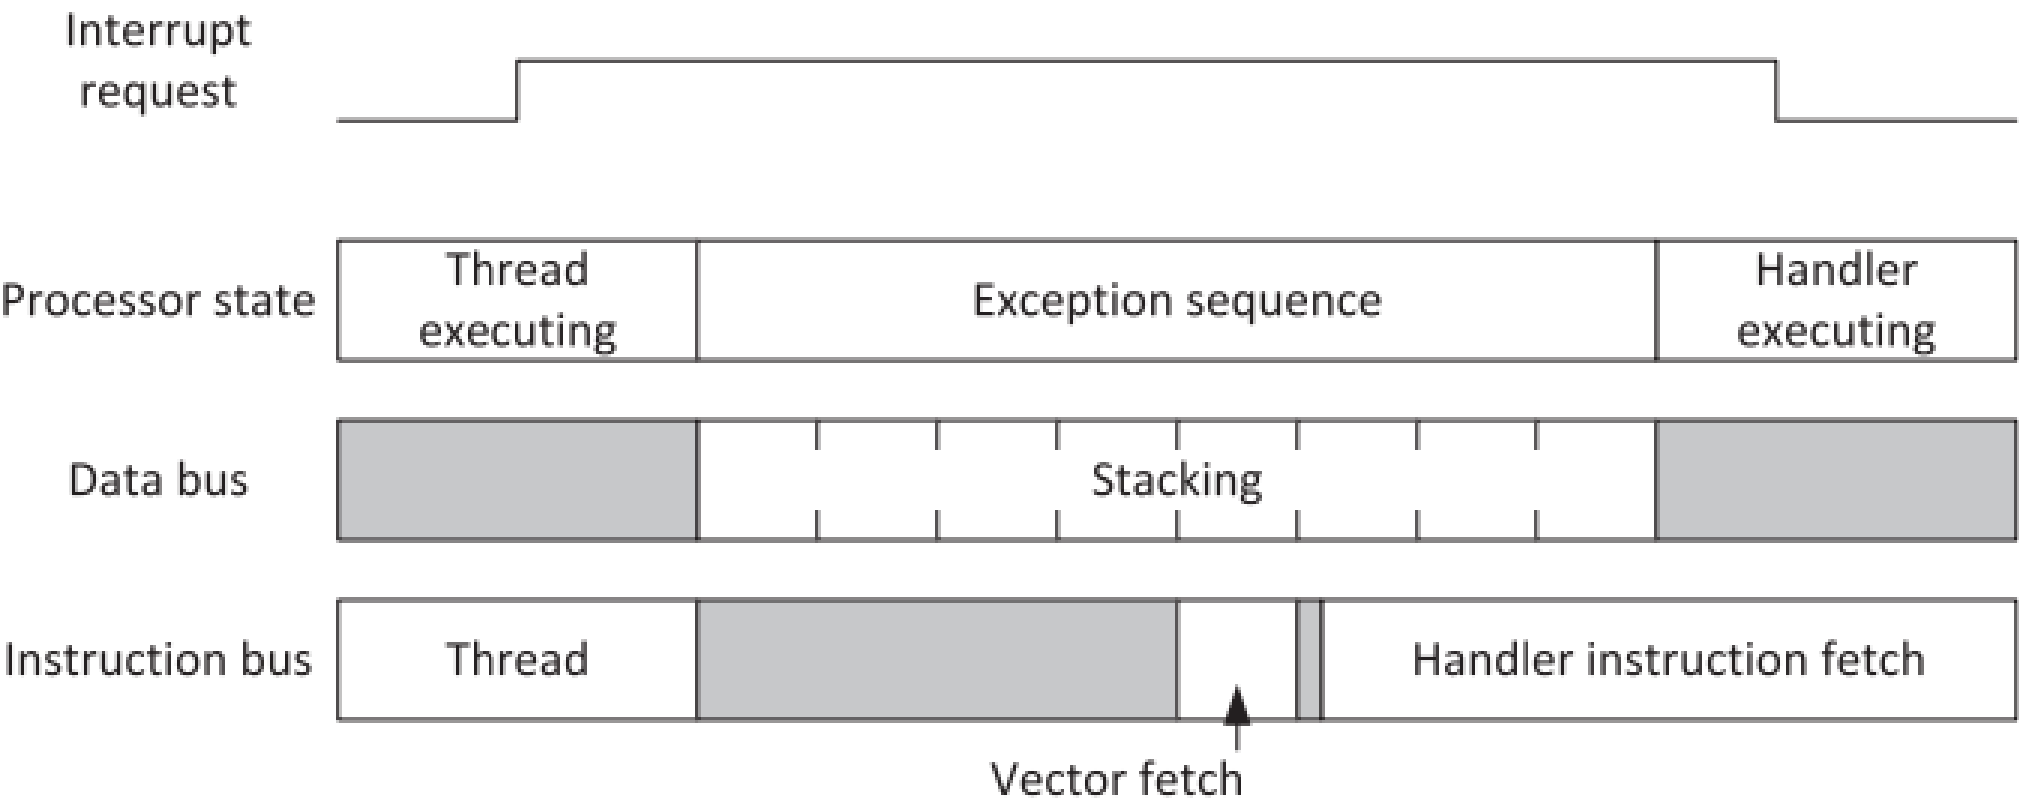 Interrupt
request
Processor state
Thread
executing
Exception sequence
Handler
executing
Data bus
Stacking
Instruction bus
Thread
Handler instruction fetch
Vector fetch